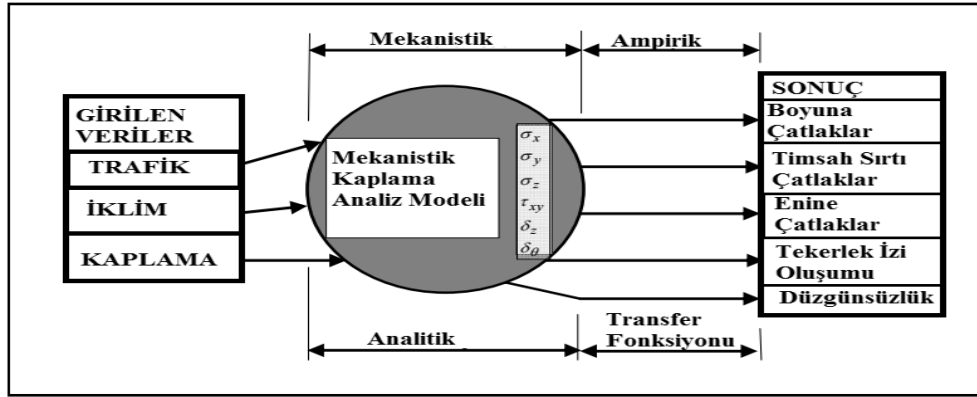 Mekanistik
Ampirik
GİRİLEN
VERİLER
TRAFİK
İKLİM
KAPLAMA
Mekanistik
Kaplama
Analiz Modeli
σx
σy
σz
τxy
δz
δθ
SONUÇ
Boyuna
Çatlaklar
Timsah Sırtı
Çatlaklar
Enine
Çatlaklar
Tekerlek İzi
Oluşumu
Düzgünsüzlük
Analitik
Transfer
Fonksiyonu